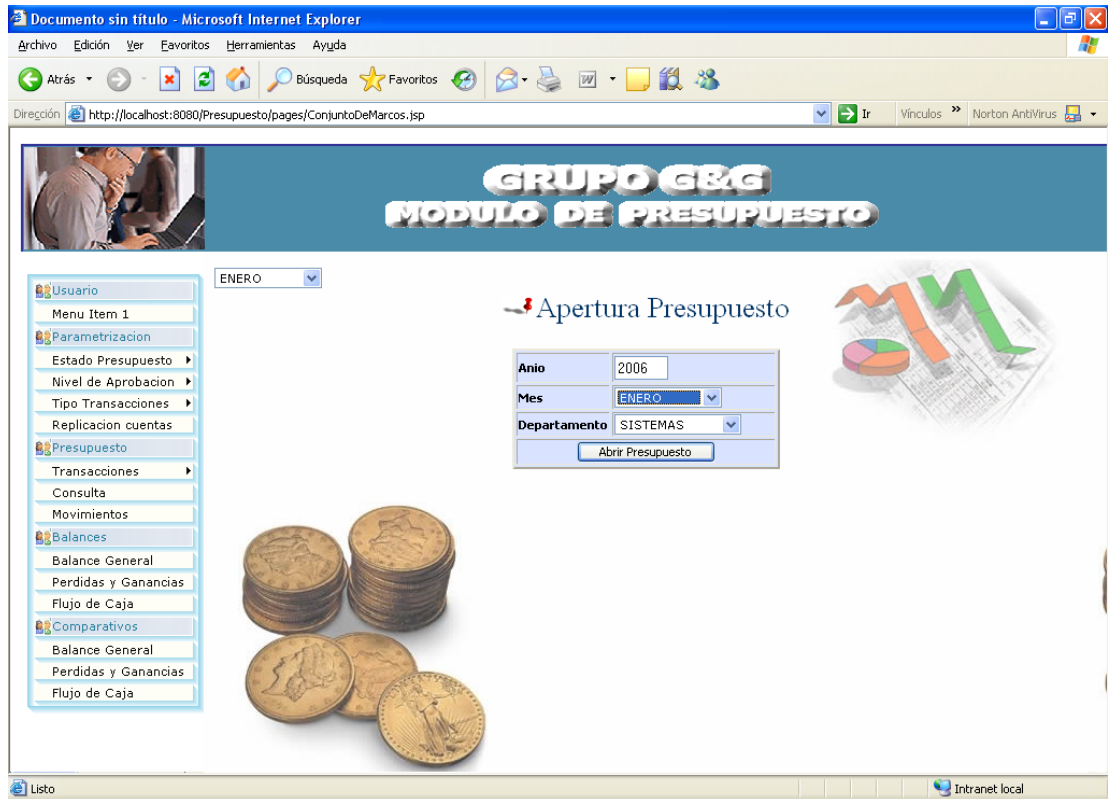 Documento sin título - Microsoft Internet Explorer
Archivo Edición Ver Favoritos Herramientas Ayuda
Atrás Búsqueda Favoritos
Dirección http://localhost:8080/Presupuesto/pages/ConjuntoDeMarcos.jsp Ir Vínculos » Norton AntiVirus
GRUPO G&G
MODULO DE PRESUPUESTO
Usuario
Menu Item 1
Parametrizacion
Estado Presupuesto
Nivel de Aprobacion
Tipo Transacciones
Replicacion cuentas
Presupuesto
Transacciones
Consulta
Movimientos
Balances
Balance General
Perdidas y Ganancias
Flujo de Caja
Comparativos
Balance General
Perdidas y Ganancias
Flujo de Caja
ENERO
Apertura Presupuesto
Anio 2006
Mes ENERO
Departamento SISTEMAS
Abrir Presupuesto
Listo Intranet local